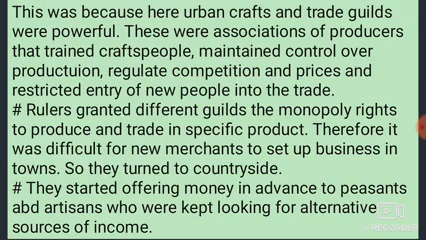 This was because here urban crafts and trade guilds
were powerful. These were associations of producers
that trained craftspeople, maintained control over
productuion, regulate competition and prices and
restricted entry of new people into the trade.
# Rulers granted different guilds the monopoly rights
to produce and trade in specific product. Therefore it
was difficult for new merchants to set up business in
towns. So they turned to countryside.
# They started offering money in advance to peasants
abd artisans who were kept looking for alternative
sources of income.
V RECORDER